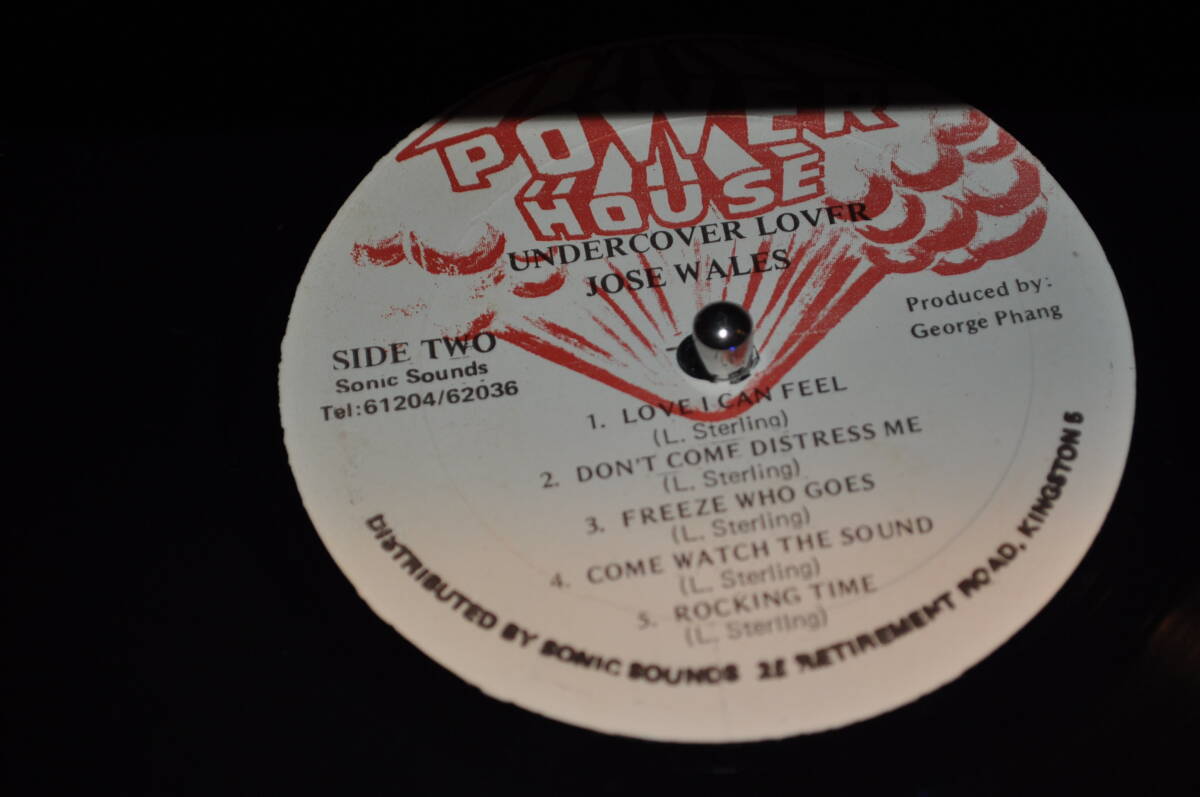 POWER
HOUSE
UNDERCOVER LOVER
JOSE WALES
Produced by:
George Phang
SIDE TWO
Sonic Sounds
Tel:61204/62036
1. LOVE I CAN FEEL
(L. Sterling)
2. DON'T COME DISTRESS ME
(L. Sterling)
3. FREEZE WHO GOES
(L. Sterling)
4. COME WATCH THE SOUND
(L. Sterling)
5. ROCKING TIME
(L. Sterling)
DISTRIBUTED BY SONIC SOUNDS 25 RETIREMENT ROAD, KINGSTON 5